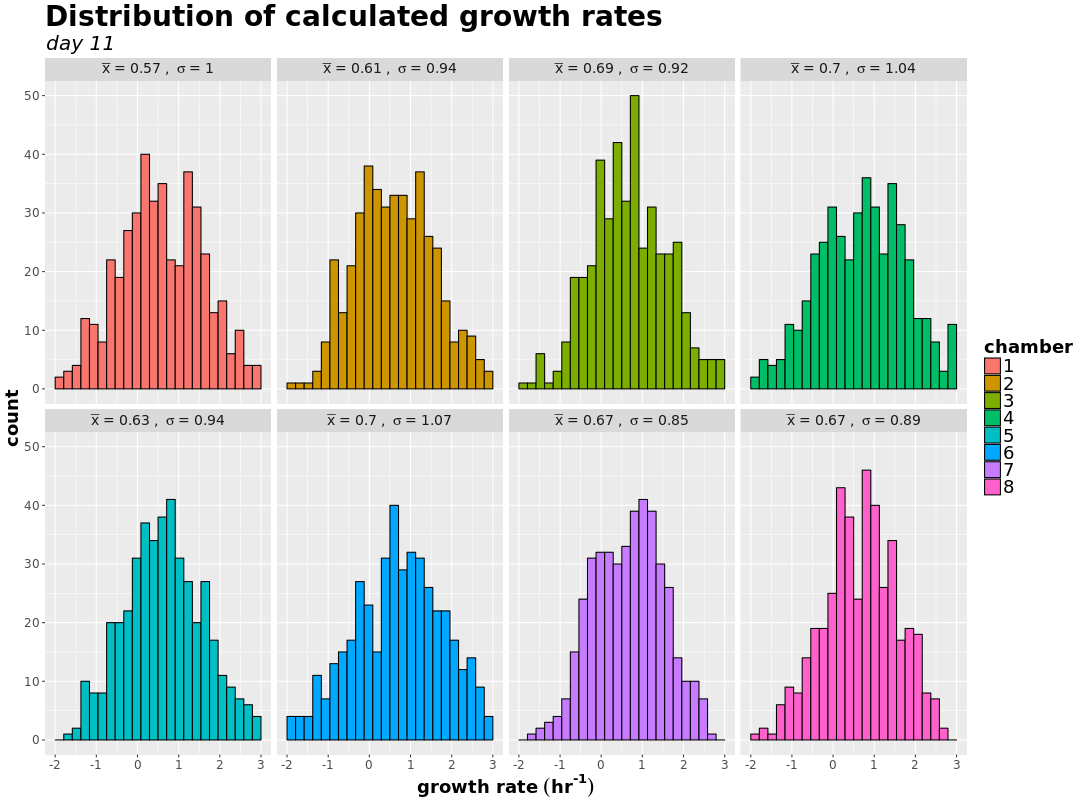 Distribution of calculated growth rates
day 11
x̅ = 0.57 , σ = 1
x̅ = 0.61 , σ = 0.94
x̅ = 0.69 , σ = 0.92
x̅ = 0.7 , σ = 1.04
50
40
30
20
10
0
x̅ = 0.63 , σ = 0.94
x̅ = 0.7 , σ = 1.07
x̅ = 0.67 , σ = 0.85
x̅ = 0.67 , σ = 0.89
50
40
30
20
10
0
count
-2 -1 0 1 2 3
-2 -1 0 1 2 3
-2 -1 0 1 2 3
-2 -1 0 1 2 3
growth rate (hr⁻¹)
chamber
1
2
3
4
5
6
7
8